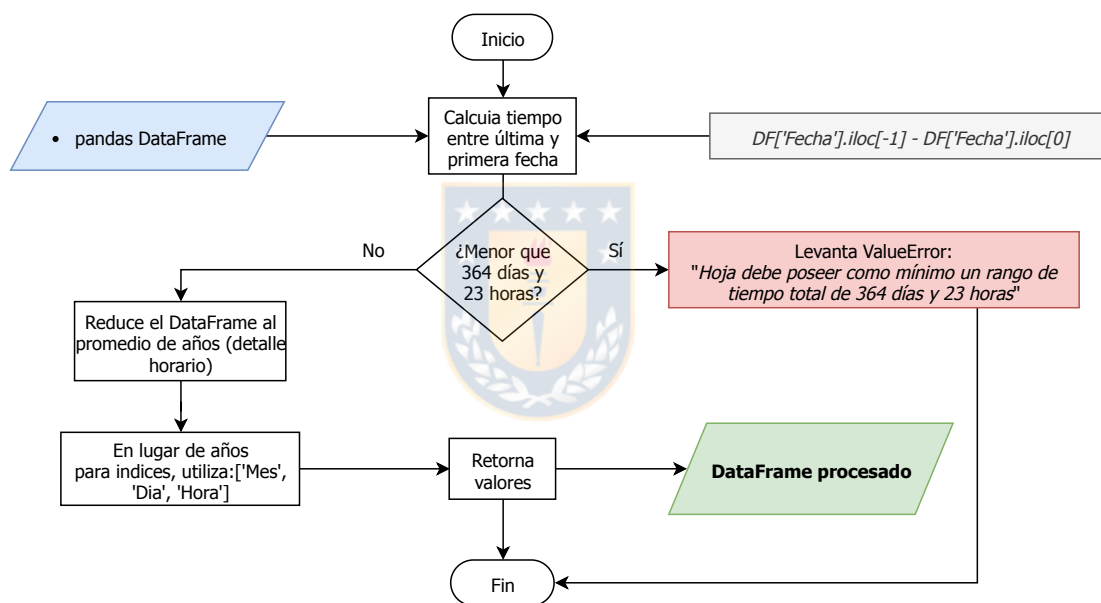 Inicio
• pandas DataFrame
Calcuia tiempo
entre última y
primera fecha
DF['Fecha'].iloc[-1] - DF['Fecha'].iloc[0]
No
¿Menor que
364 días y
23 horas?
Sí
Levanta ValueError:
"Hoja debe poseer como mínimo un rango de
tiempo total de 364 días y 23 horas"
Reduce el DataFrame al
promedio de años (detalle
horario)
En lugar de años
para indices, utiliza:['Mes',
'Dia', 'Hora']
Retorna
valores
DataFrame procesado
Fin